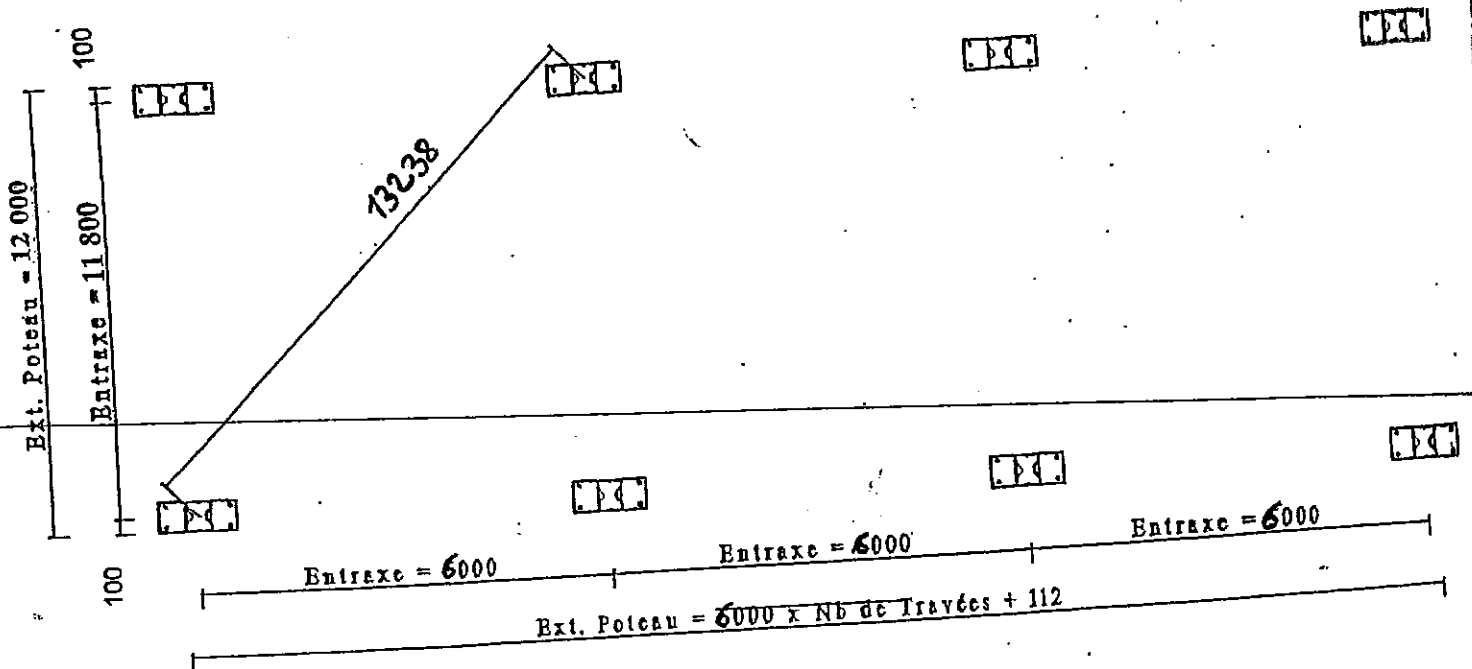 100
13238
Ext. Poteau = 12 000
Entraxe = 11 800
100
Entraxe = 6000
Entraxe = 6000
Entraxe = 6000
Ext. Poteau = 6000 x Nb de Travées + 112